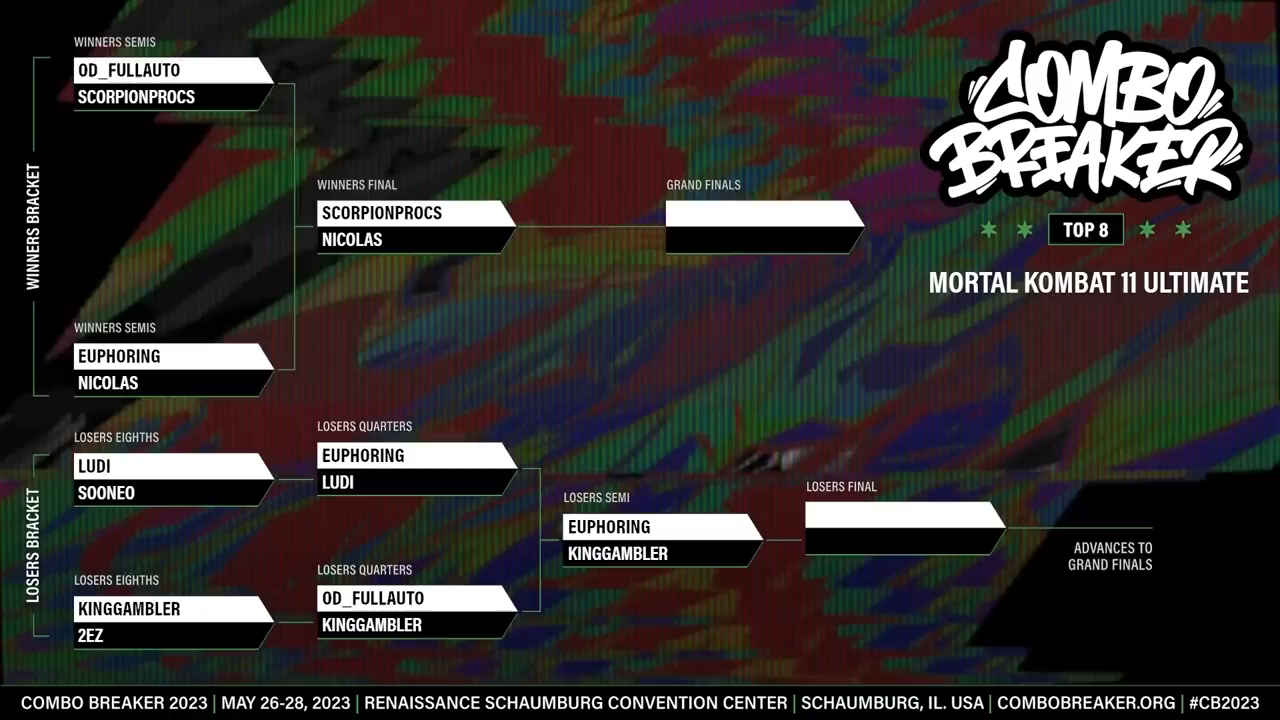 WINNERS SEMIS
OD_FULLAUTO
SCORPIONPROCS
WINNERS BRACKET
WINNERS FINAL
SCORPIONPROCS
NICOLAS
GRAND FINALS
COMBO
BREAKER
TOP 8
MORTAL KOMBAT 11 ULTIMATE
WINNERS SEMIS
EUPHORING
NICOLAS
LOSERS BRACKET
LOSERS EIGHTHS
LUDI
SOONEO
LOSERS QUARTERS
EUPHORING
LUDI
LOSERS SEMI
EUPHORING
KINGGAMBLER
LOSERS FINAL
ADVANCES TO
GRAND FINALS
LOSERS EIGHTHS
KINGGAMBLER
2EZ
LOSERS QUARTERS
OD_FULLAUTO
KINGGAMBLER
COMBO BREAKER 2023 | MAY 26-28, 2023 | RENAISSANCE SCHAUMBURG CONVENTION CENTER | SCHAUMBURG, IL. USA | COMBOBREAKER.ORG | #CB2023